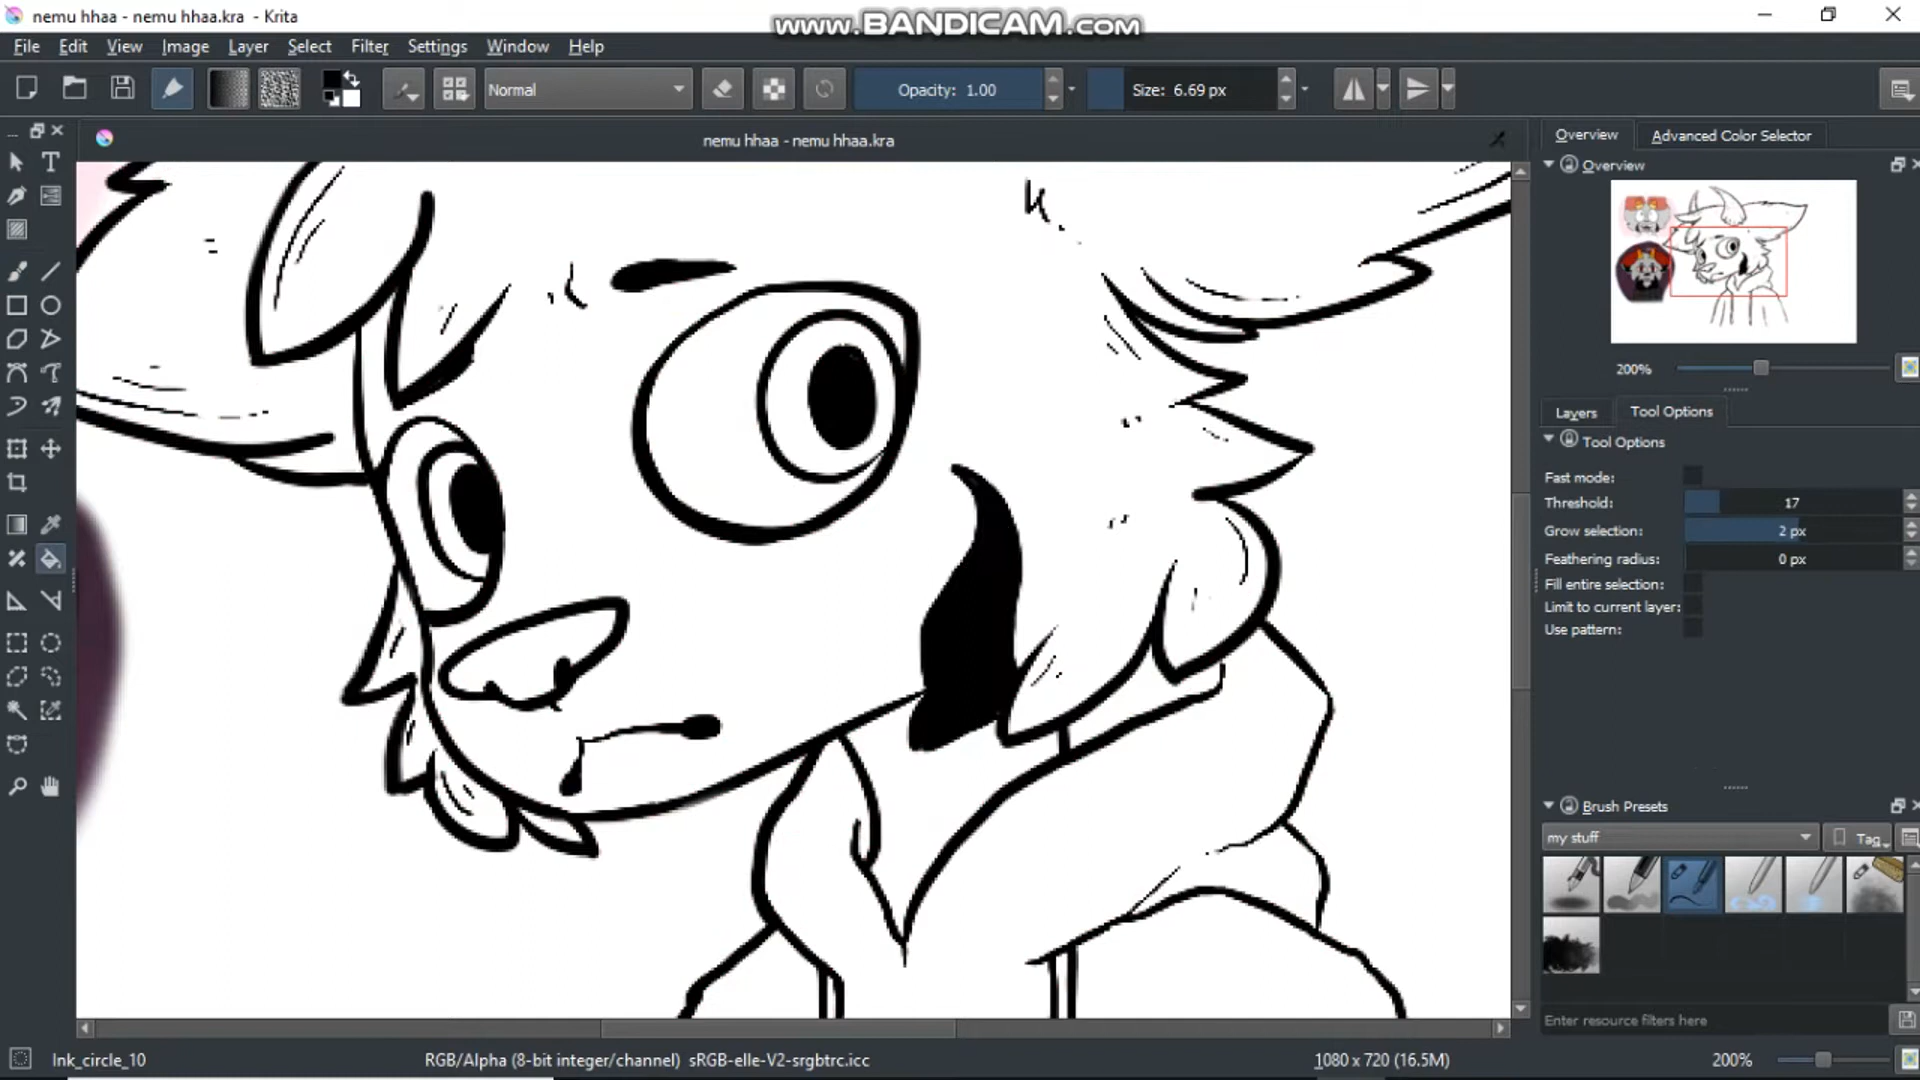 nemu hhaa - nemu hhaa.kra - Krita
www.BANDICAM.com
File Edit View Image Layer Select Filter Settings Window Help
Normal
Opacity: 1.00
Size: 6.69 px
nemu hhaa - nemu hhaa.kra
Overview Advanced Color Selector
Overview
200%
Layers Tool Options
Tool Options
Fast mode:
Threshold: 17
Grow selection: 2 px
Feathering radius: 0 px
Fill entire selection:
Limit to current layer:
Use pattern:
Brush Presets
my stuff
Tag
Enter resource filters here
Ink_circle_10
RGB/Alpha (8-bit integer/channel) sRGB-elle-V2-srgbtrc.icc
1080 x 720 (16.5M)
200%